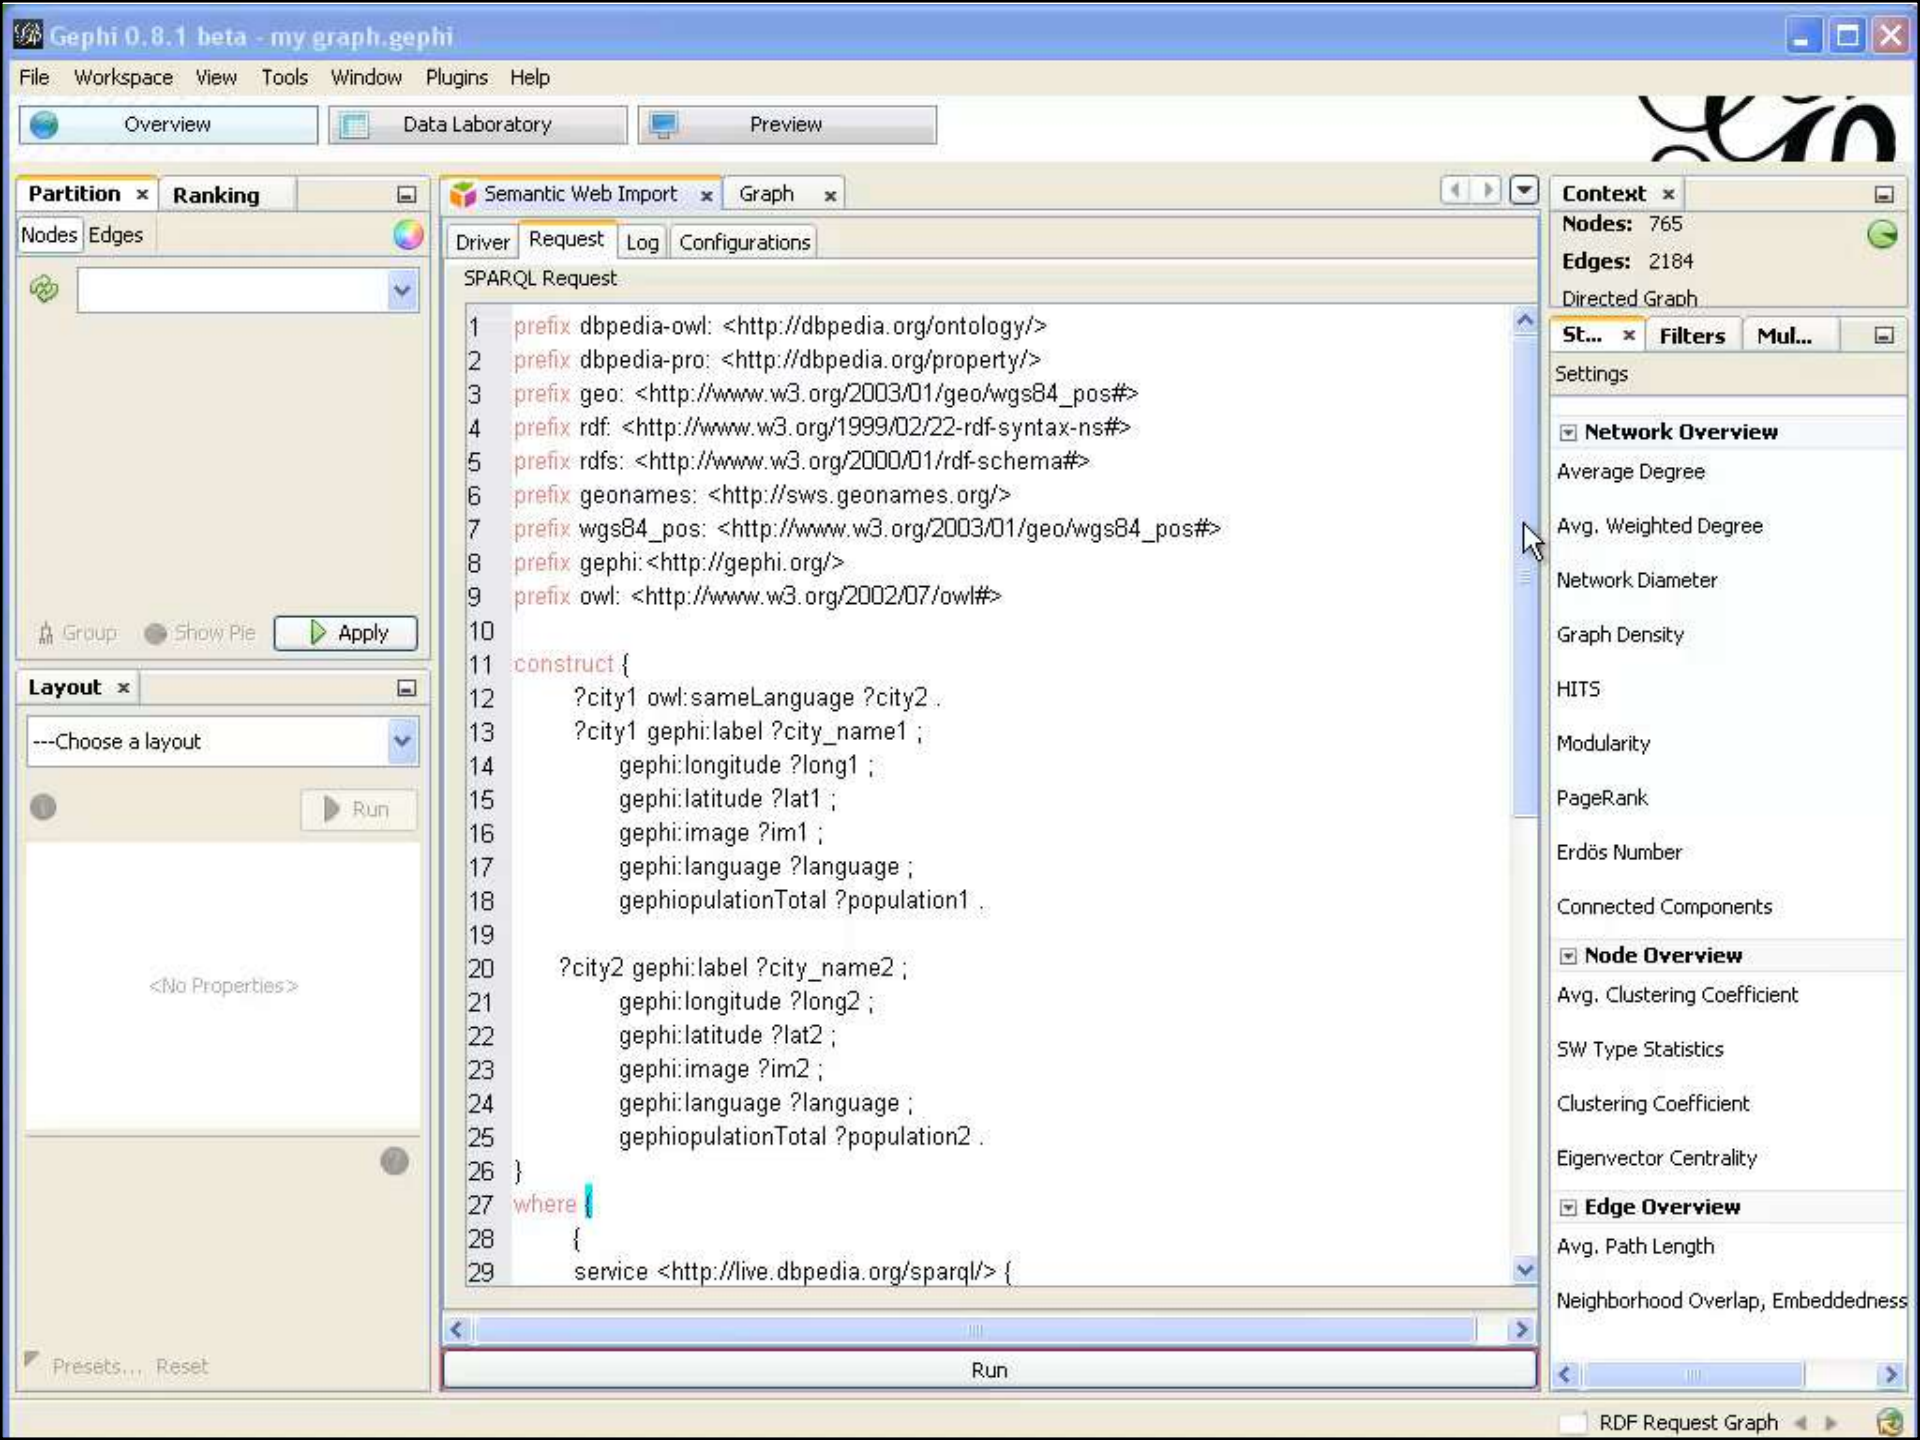 Gephi 0.8.1 beta - my graph.gephi
File Workspace View Tools Window Plugins Help
Overview Data Laboratory Preview
Partition Ranking
Nodes Edges
Group Show Pie Apply
Layout
---Choose a layout
Run
<No Properties>
Presets... Reset
Semantic Web Import Graph
Driver Request Log Configurations
SPARQL Request
1 prefix dbpedia-owl: <http://dbpedia.org/ontology/>
2 prefix dbpedia-pro: <http://dbpedia.org/property/>
3 prefix geo: <http://www.w3.org/2003/01/geo/wgs84_pos#>
4 prefix rdf: <http://www.w3.org/1999/02/22-rdf-syntax-ns#>
5 prefix rdfs: <http://www.w3.org/2000/01/rdf-schema#>
6 prefix geonames: <http://sws.geonames.org/>
7 prefix wgs84_pos: <http://www.w3.org/2003/01/geo/wgs84_pos#>
8 prefix gephi:<http://gephi.org/>
9 prefix owl: <http://www.w3.org/2002/07/owl#>
10
11 construct {
12 ?city1 owl:sameLanguage ?city2 .
13 ?city1 gephi:label ?city_name1 ;
14 gephi:longitude ?long1 ;
15 gephi:latitude ?lat1 ;
16 gephi:image ?im1 ;
17 gephi:language ?language ;
18 gephiopulationTotal ?population1 .
19
20 ?city2 gephi:label ?city_name2 ;
21 gephi:longitude ?long2 ;
22 gephi:latitude ?lat2 ;
23 gephi:image ?im2 ;
24 gephi:language ?language ;
25 gephiopulationTotal ?population2 .
26 }
27 where {
28 {
29 service <http://live.dbpedia.org/sparql/> {
Run
Context
Nodes: 765
Edges: 2184
Directed Graph
St... Filters Mul...
Settings
Network Overview
Average Degree
Avg. Weighted Degree
Network Diameter
Graph Density
HITS
Modularity
PageRank
Erdös Number
Connected Components
Node Overview
Avg. Clustering Coefficient
SW Type Statistics
Clustering Coefficient
Eigenvector Centrality
Edge Overview
Avg. Path Length
Neighborhood Overlap, Embeddedness
RDF Request Graph